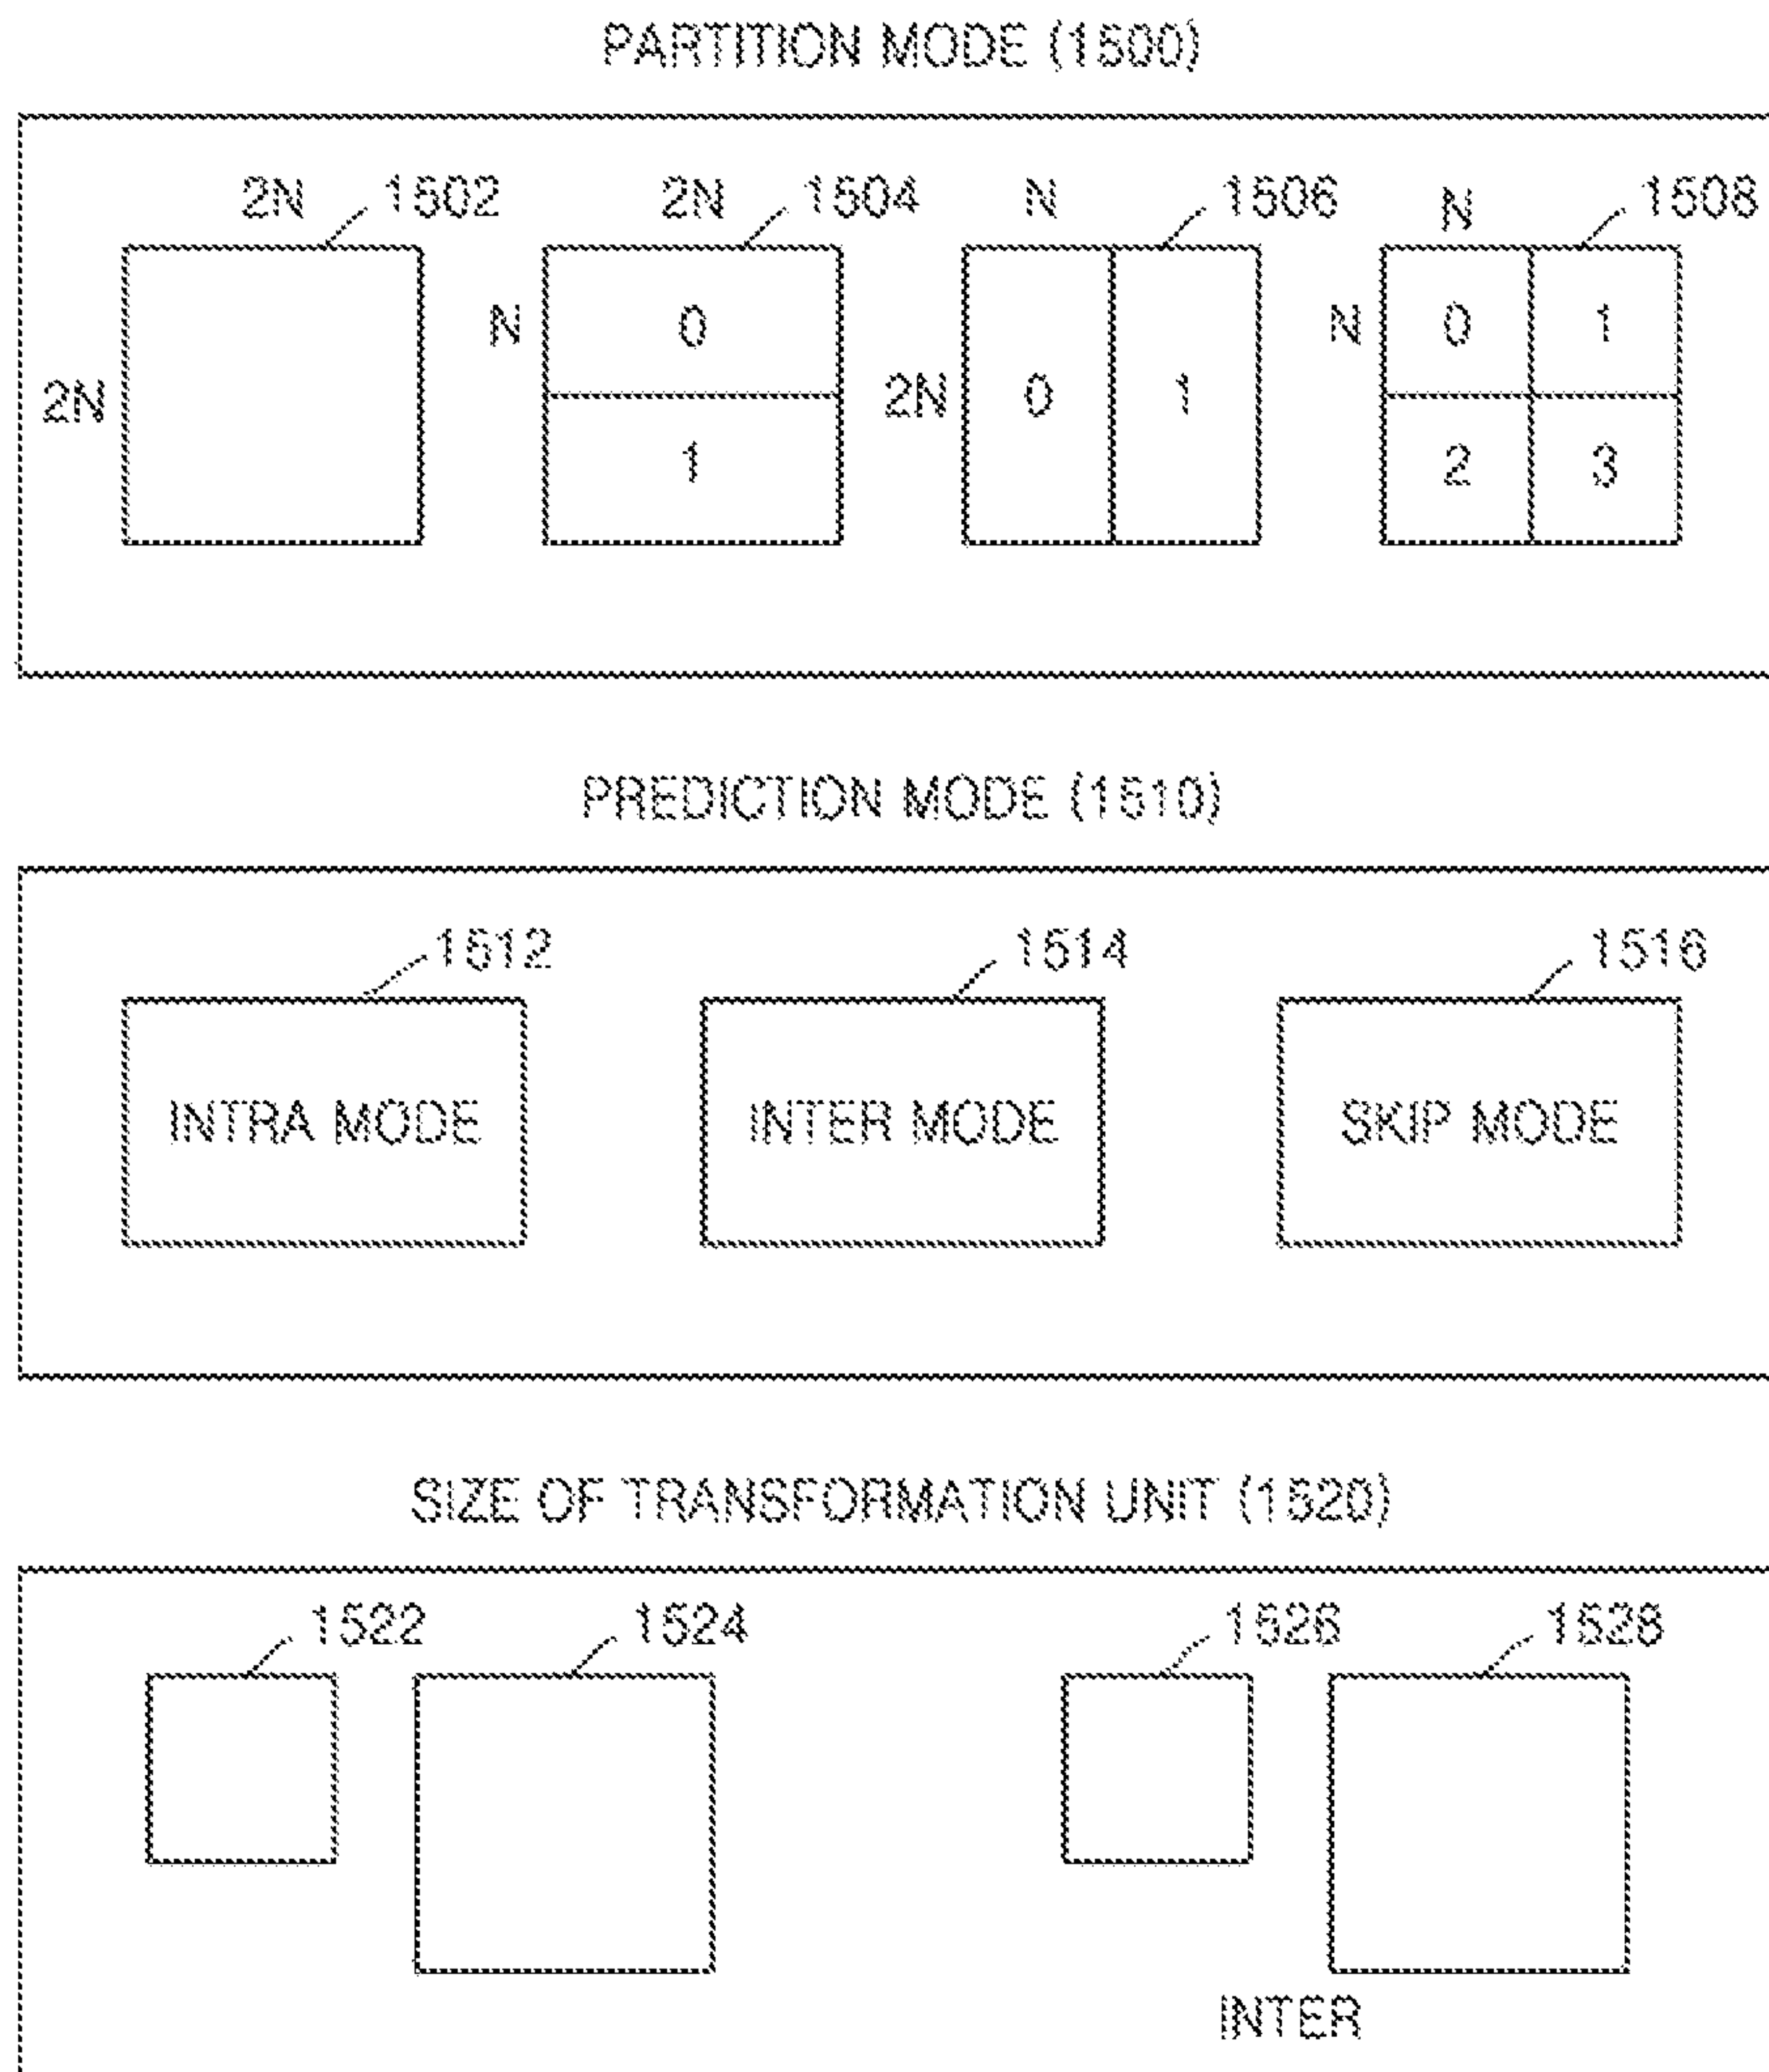 PARTITION MODE (1500)
2N 1502 2N 1504 N 1506 N 1508
N 0 N 0 1
2N 2N 0 1
1 2 3
PREDICTION MODE (1510)
1512 1514 1516
INTRA MODE INTER MODE SKIP MODE
SIZE OF TRANSFORMATION UNIT (1520)
1522 1524 1526 1528
INTER